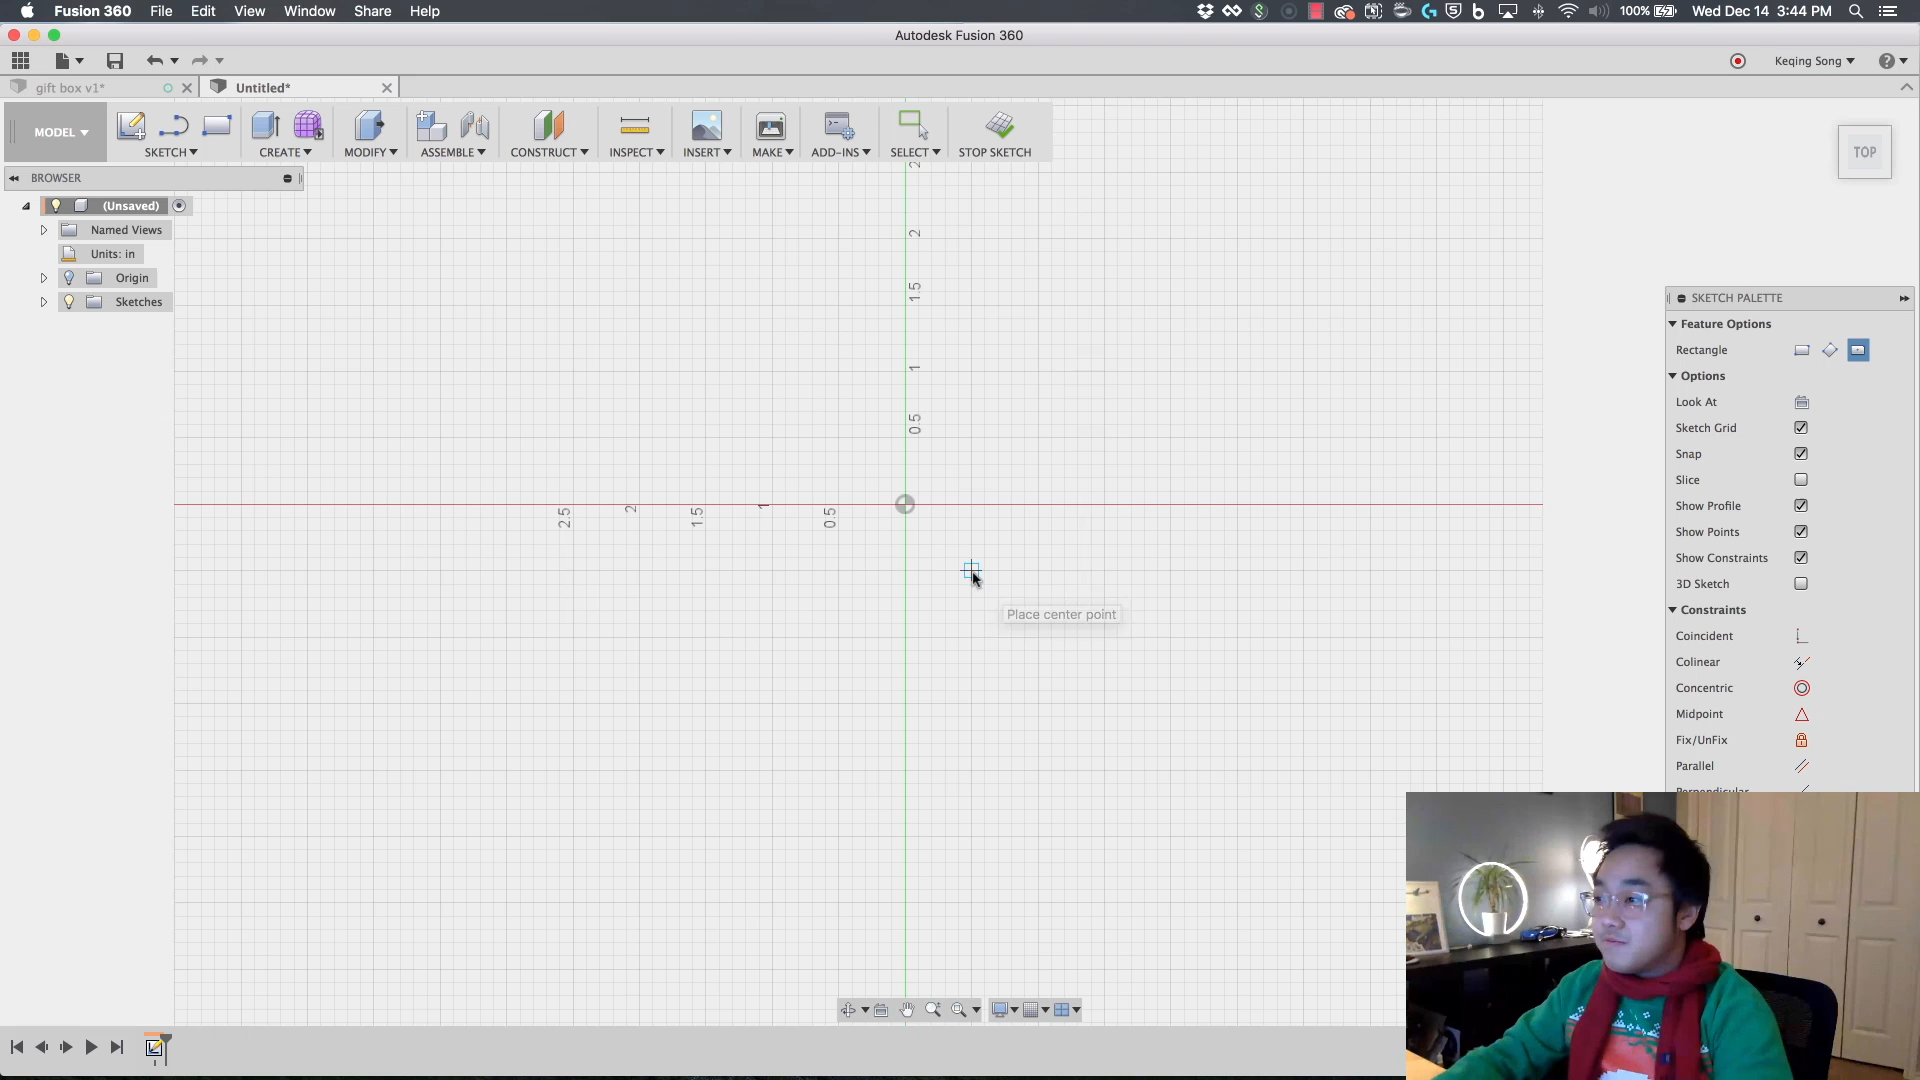 Fusion 360 File Edit View Window Share Help
100% Wed Dec 14 3:44 PM
Autodesk Fusion 360
Keqing Song
gift box v1*
Untitled*
MODEL
SKETCH
CREATE
MODIFY
ASSEMBLE
CONSTRUCT
INSPECT
INSERT
MAKE
ADD-INS
SELECT
STOP SKETCH
TOP
BROWSER
(Unsaved)
Named Views
Units: in
Origin
Sketches
2
2
1.5
1
0.5
2.5
2
1.5
1
0.5
Place center point
SKETCH PALETTE
Feature Options
Rectangle
Options
Look At
Sketch Grid
Snap
Slice
Show Profile
Show Points
Show Constraints
3D Sketch
Constraints
Coincident
Colinear
Concentric
Midpoint
Fix/UnFix
Parallel
Perpendicular